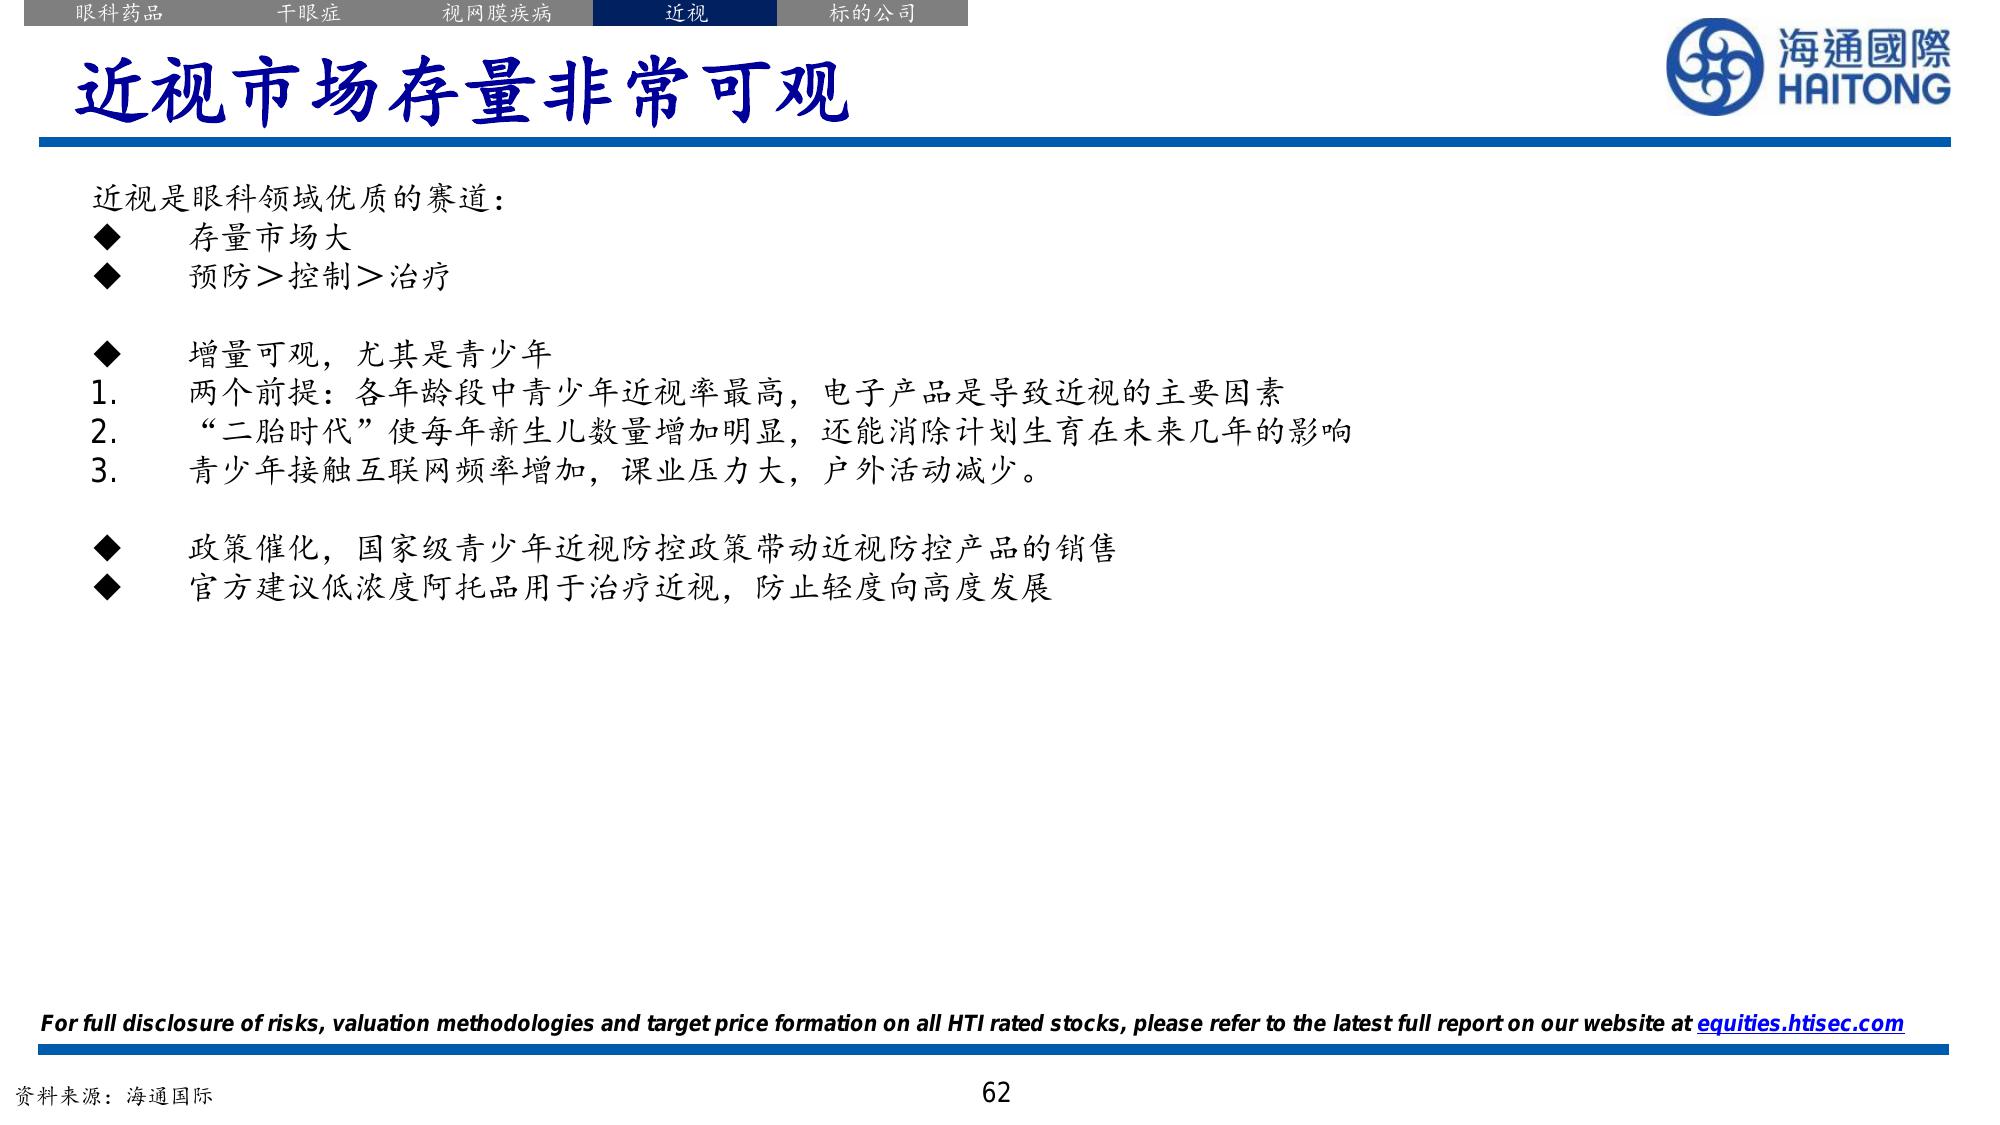 眼科药品 干眼症 视网膜疾病 近视 标的公司
海通國際
HAITONG
近视市场存量非常可观
近视是眼科领域优质的赛道：
◆ 存量市场大
◆ 预防＞控制＞治疗
◆ 增量可观，尤其是青少年
1. 两个前提：各年龄段中青少年近视率最高，电子产品是导致近视的主要因素
2. “二胎时代”使每年新生儿数量增加明显，还能消除计划生育在未来几年的影响
3. 青少年接触互联网频率增加，课业压力大，户外活动减少。
◆ 政策催化，国家级青少年近视防控政策带动近视防控产品的销售
◆ 官方建议低浓度阿托品用于治疗近视，防止轻度向高度发展
For full disclosure of risks, valuation methodologies and target price formation on all HTI rated stocks, please refer to the latest full report on our website at equities.htisec.com
资料来源：海通国际
62